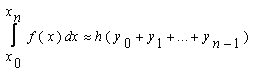 ∫_{x_0}^{x_n} f(x)dx ≈ h(y_0 + y_1 + ... + y_{n-1})